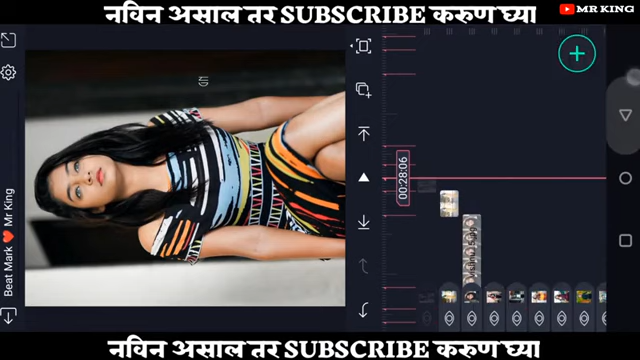 नविन असाल तर SUBSCRIBE करुण घ्या
MR KING
GM
Beat Mark ❤ Mr King
00:28:06
नविन असाल तर SUBSCRIBE करुण घ्या